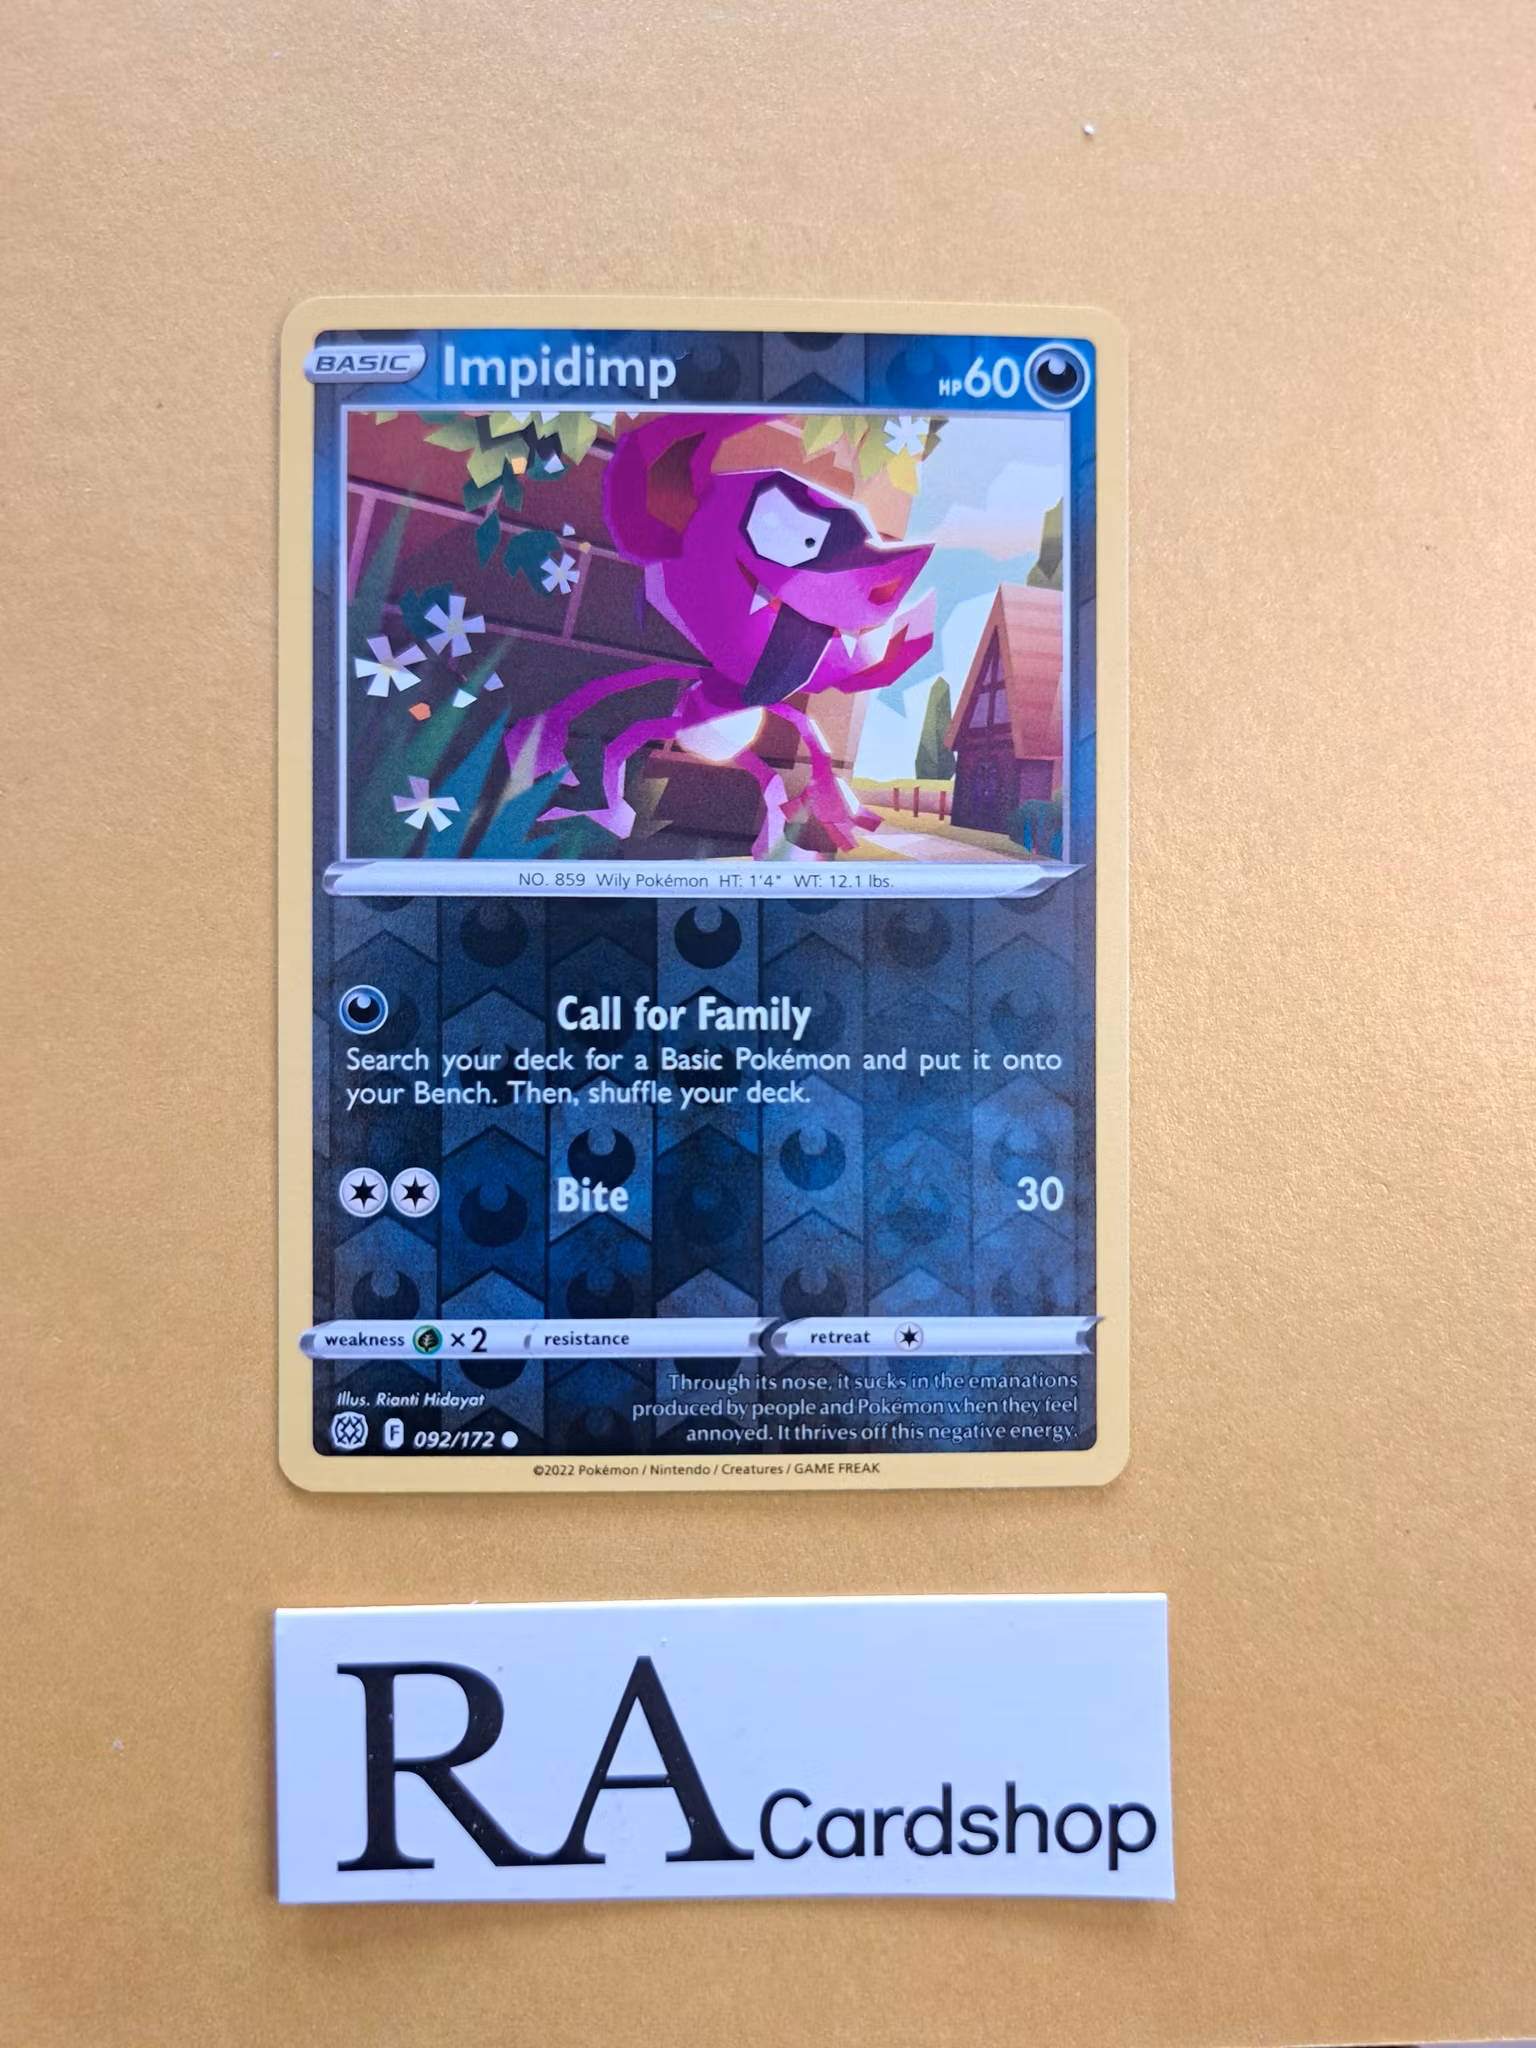 BASIC Impidimp HP 60
NO. 859 Wily Pokémon HT: 1'4" WT: 12.1 lbs.
Call for Family
Search your deck for a Basic Pokémon and put it onto
your Bench. Then, shuffle your deck.
Bite 30
weakness ×2 resistance retreat
Illus. Rianti Hidayat
F 092/172
Through its nose, it sucks in the emanations
produced by people and Pokémon when they feel
annoyed. It thrives off this negative energy.
©2022 Pokémon / Nintendo / Creatures / GAME FREAK
RA Cardshop